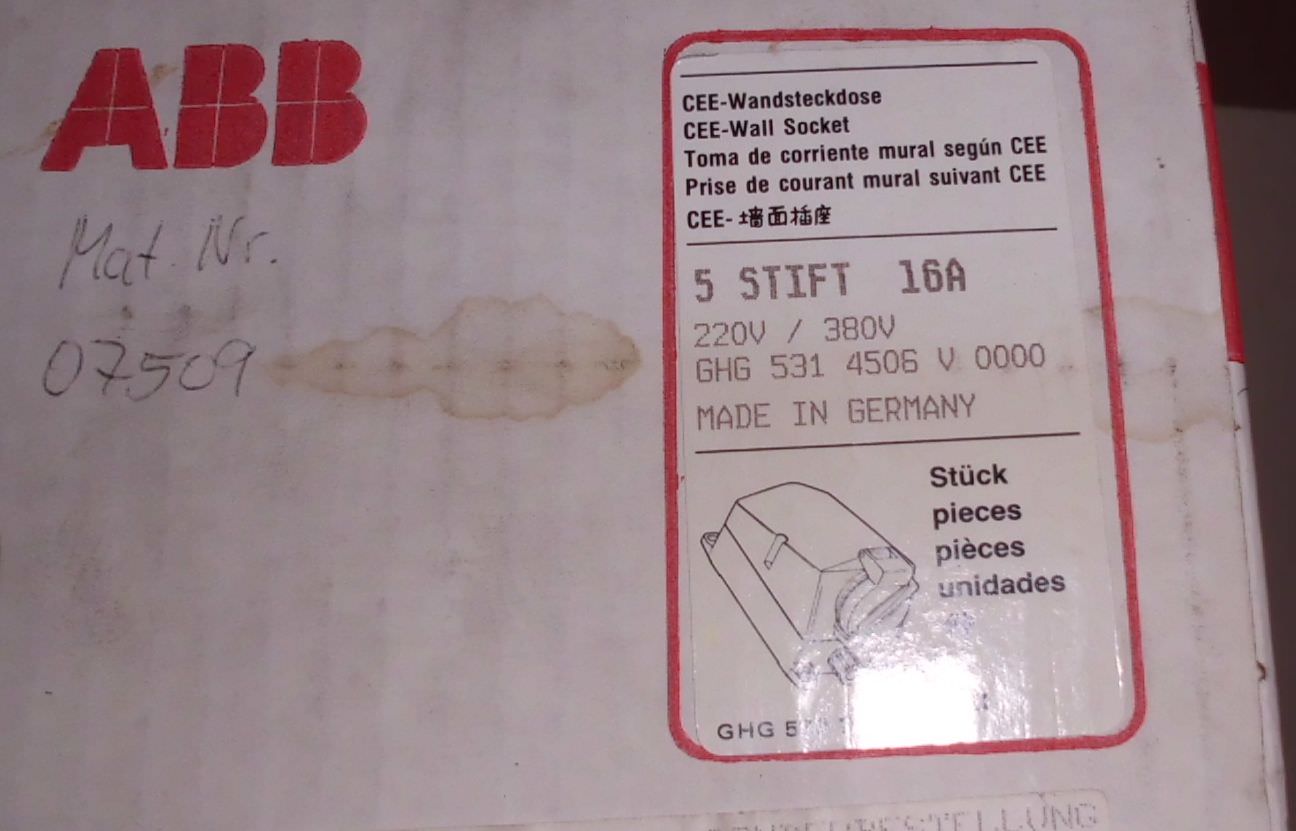 ABB
Mat. Nr.
07509
CEE-Wandsteckdose
CEE-Wall Socket
Toma de corriente mural según CEE
Prise de courant mural suivant CEE
CEE-墙面插座
5 STIFT 16A
220V / 380V
GHG 531 4506 V 0000
MADE IN GERMANY
Stück
pieces
pièces
unidades
GHG